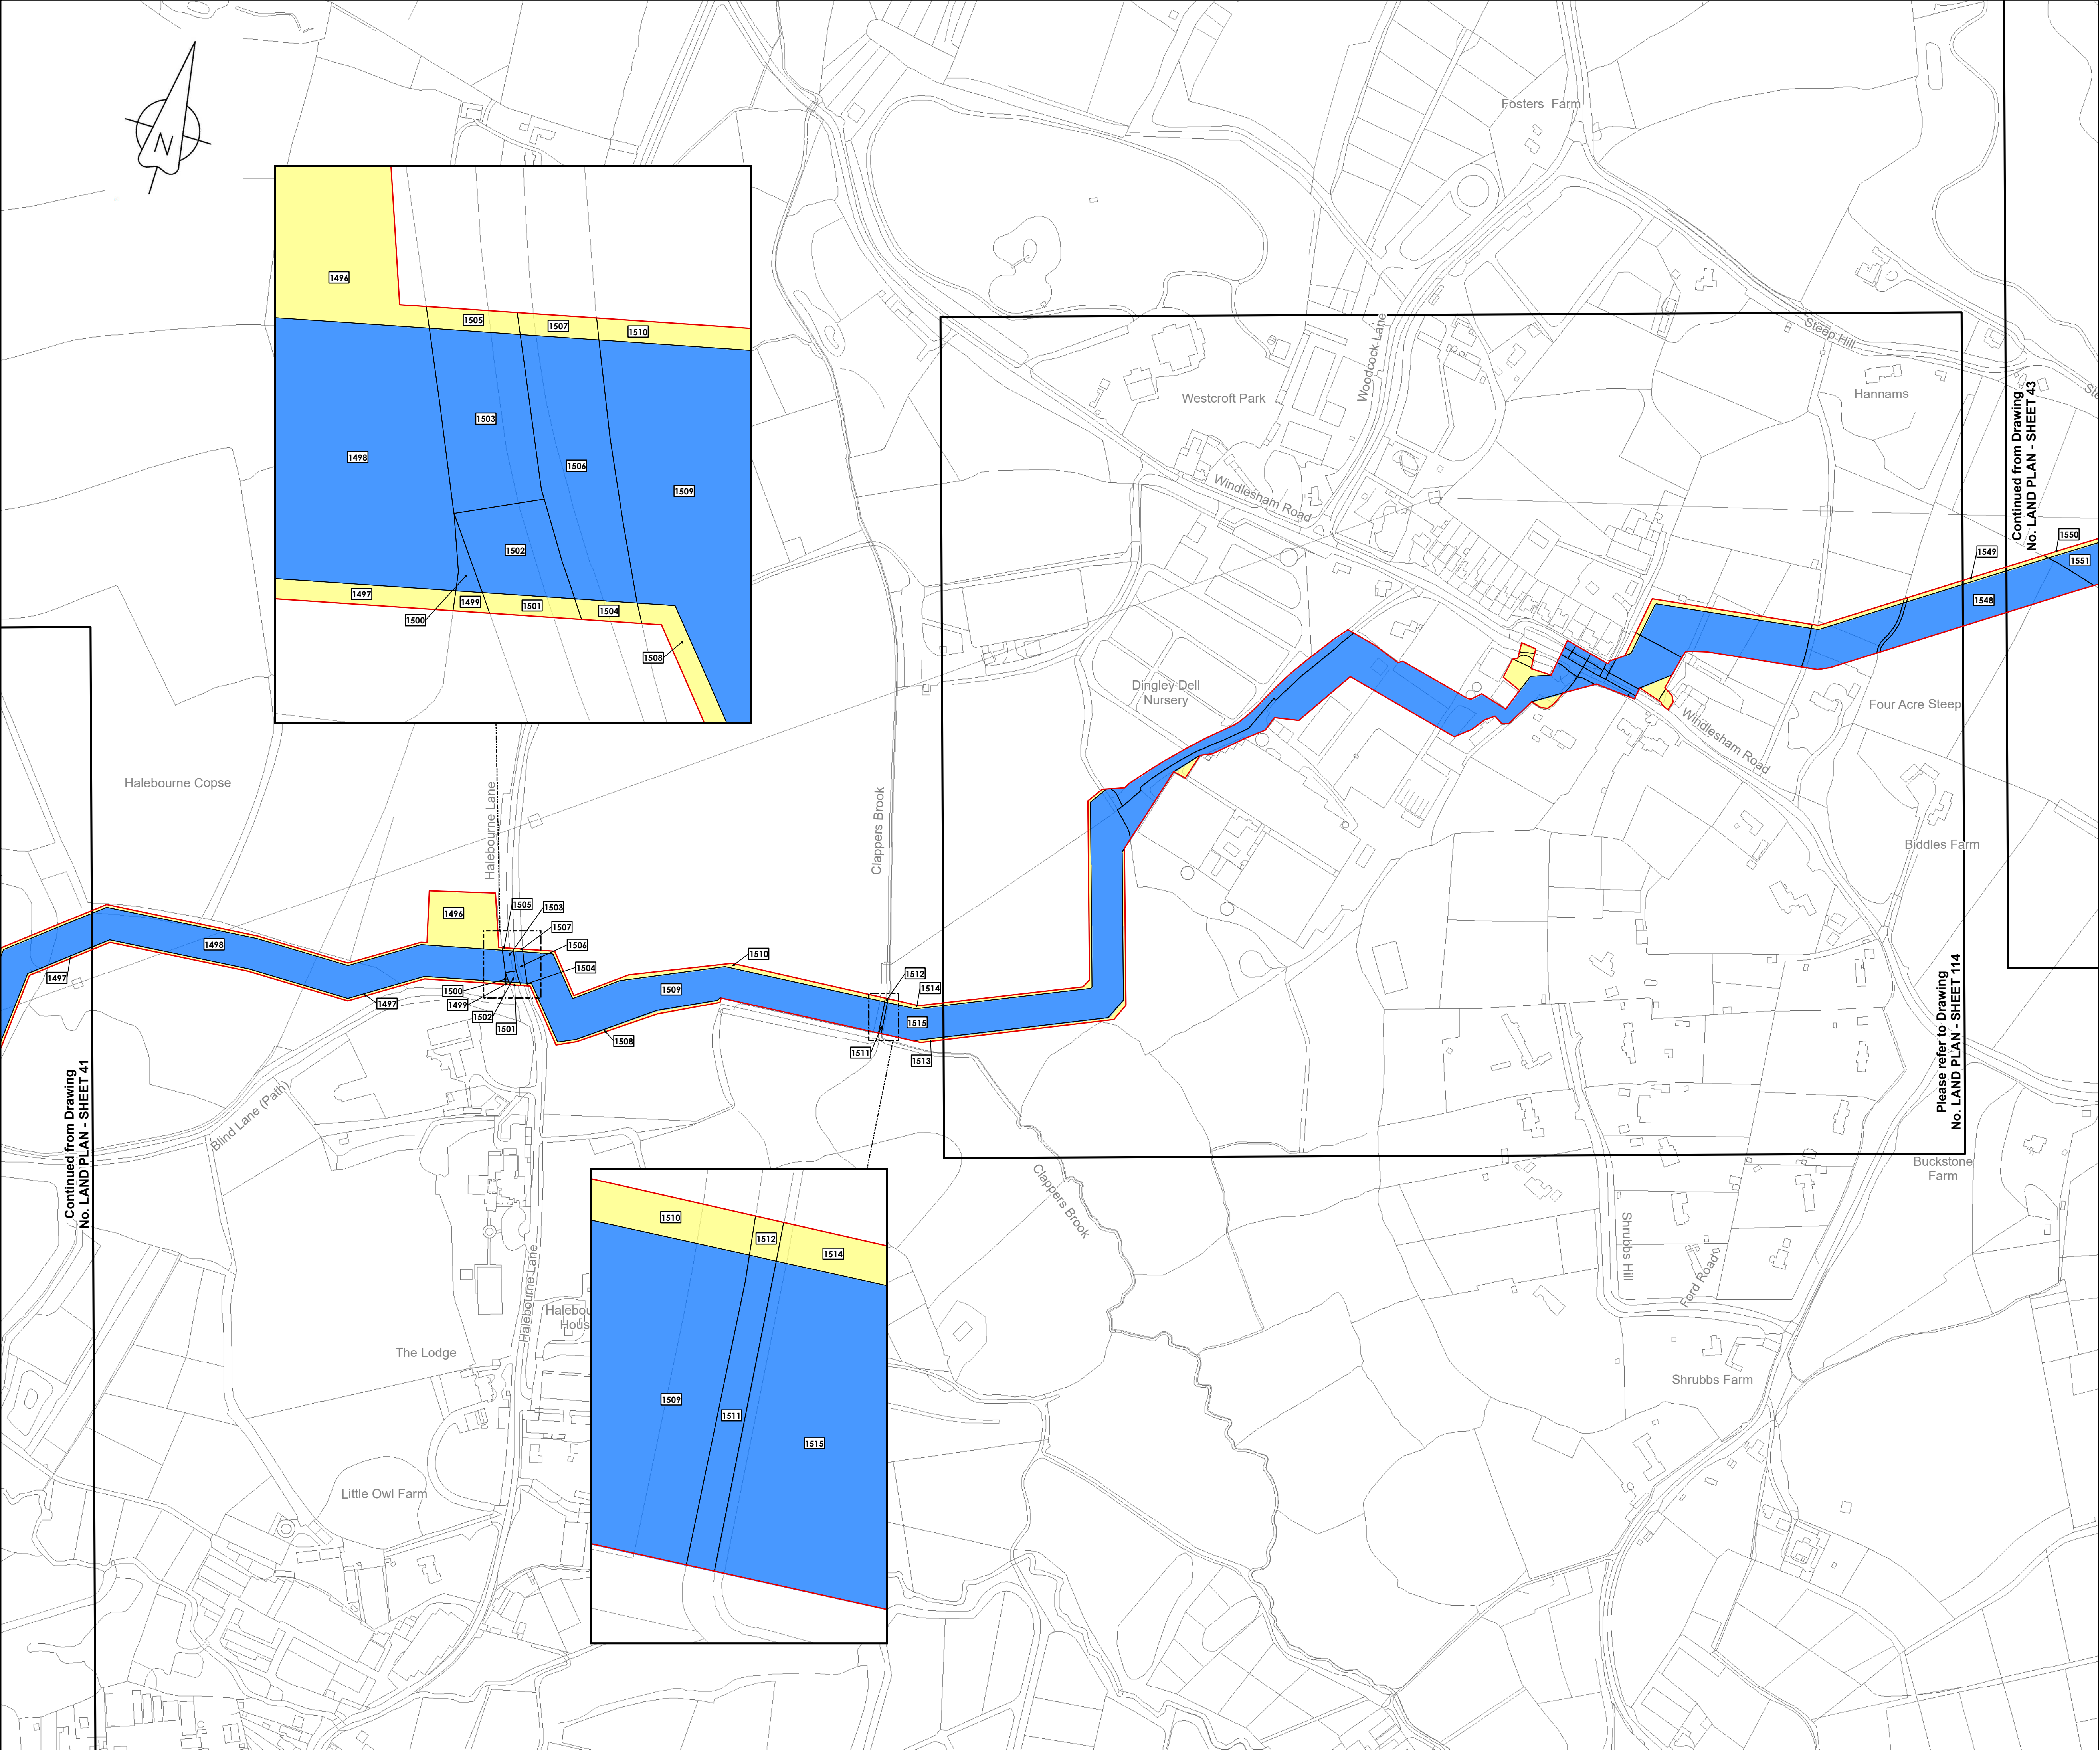 N
Fosters Farm
1496
1505
1507
1510
1503
1498
1506
1509
1502
1497
1499
1501
1504
1500
1508
Steep Hill
Woodcock Lane
Westcroft Park
Hannams
Windlesham Road
Continued from Drawing
No. LAND PLAN - SHEET 43
1550
1549
1551
1548
Dingley Dell
Nursery
Four Acre Steep
Windlesham Road
Halebourne Copse
Halebourne Lane
Clappers Brook
Biddles Farm
1505
1503
1496
1507
1498
1506
1510
1504
1497
1512
1514
1500
1509
1497
1499
1502
1515
1501
1508
1511
1513
Please refer to Drawing
No. LAND PLAN - SHEET 114
Continued from Drawing
No. LAND PLAN - SHEET 41
Blind Lane (Path)
Clappers Brook
Buckstone
Farm
1510
1512
1514
Shrubbs Hill
Ford Road
Halebourne Lane
Halebou
Hous
The Lodge
Shrubbs Farm
1509
1511
1515
Little Owl Farm